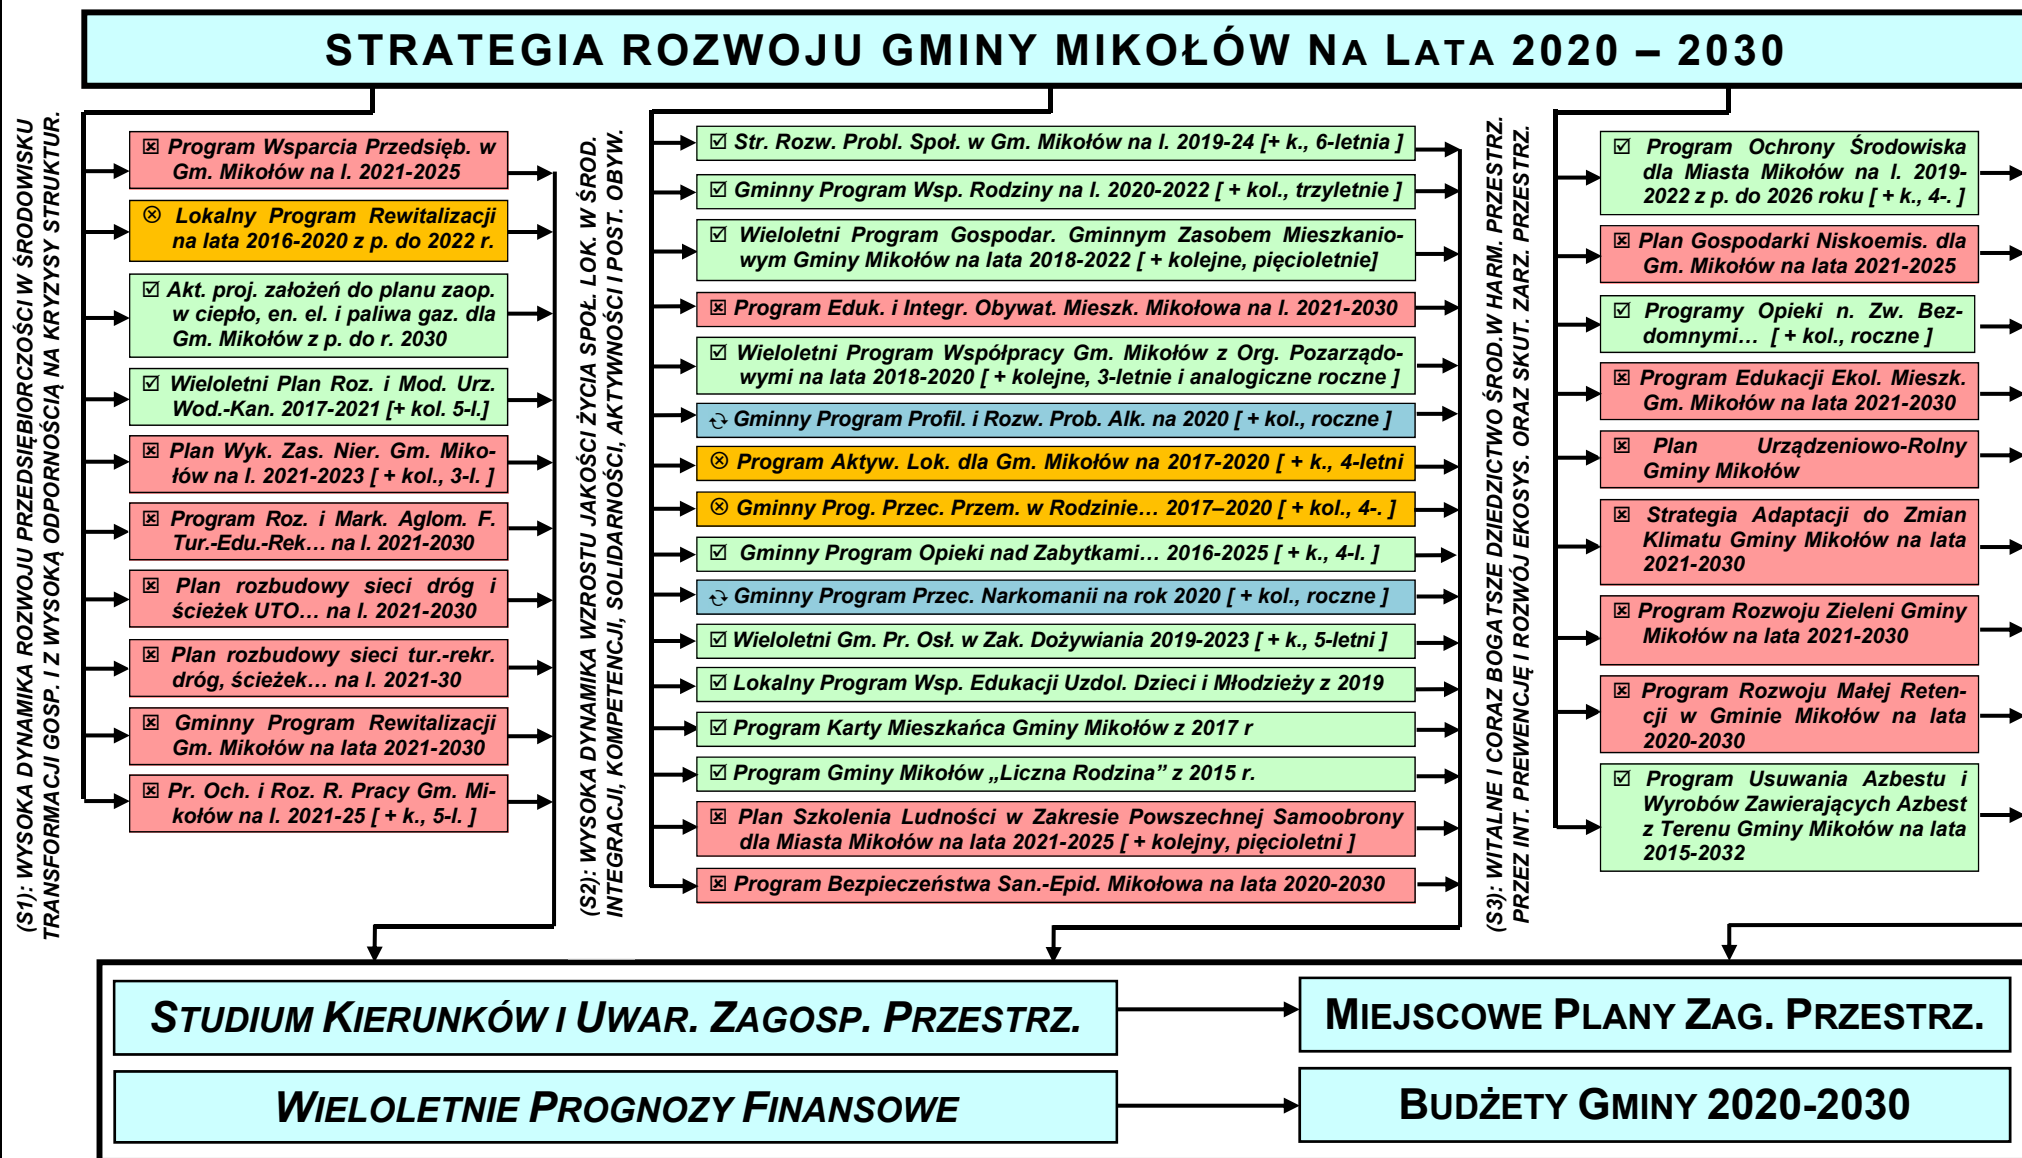 STRATEGIA ROZWOJU GMINY MIKOŁÓW NA LATA 2020 – 2030
(S1): WYSOKA DYNAMIKA ROZWOJU PRZEDSIĘBIORCZOŚCI W ŚRODOWISKU
TRANSFORMACJI GOSP. I Z WYSOKĄ ODPORNOŚCIĄ NA KRYZYSY STRUKTUR.
☒ Program Wsparcia Przedsięb. w
Gm. Mikołów na l. 2021-2025
⊗ Lokalny Program Rewitalizacji
na lata 2016-2020 z p. do 2022 r.
☑ Akt. proj. założeń do planu zaop.
w ciepło, en. el. i paliwa gaz. dla
Gm. Mikołów z p. do r. 2030
☑ Wieloletni Plan Roz. i Mod. Urz.
Wod.-Kan. 2017-2021 [+ kol. 5-l.]
☒ Plan Wyk. Zas. Nier. Gm. Miko-
łów na l. 2021-2023 [ + kol., 3-l. ]
☒ Program Roz. i Mark. Aglom. F.
Tur.-Edu.-Rek... na l. 2021-2030
☒ Plan rozbudowy sieci dróg i
ścieżek UTO... na l. 2021-2030
☒ Plan rozbudowy sieci tur.-rekr.
dróg, ścieżek... na l. 2021-30
☒ Gminny Program Rewitalizacji
Gm. Mikołów na lata 2021-2030
☒ Pr. Och. i Roz. R. Pracy Gm. Mi-
kołów na l. 2021-25 [ + k., 5-l. ]
(S2): WYSOKA DYNAMIKA WZROSTU JAKOŚCI ŻYCIA SPOŁ. LOK. W ŚROD.
INTEGRACJI, KOMPETENCJI, SOLIDARNOŚCI, AKTYWNOŚCI I POST. OBYW.
☑ Str. Rozw. Probl. Społ. w Gm. Mikołów na l. 2019-24 [+ k., 6-letnia ]
☑ Gminny Program Wsp. Rodziny na l. 2020-2022 [ + kol., trzyletnie ]
☑ Wieloletni Program Gospodar. Gminnym Zasobem Mieszkanio-
wym Gminy Mikołów na lata 2018-2022 [ + kolejne, pięcioletnie]
☒ Program Eduk. i Integr. Obywat. Mieszk. Mikołowa na l. 2021-2030
☑ Wieloletni Program Współpracy Gm. Mikołów z Org. Pozarządo-
wymi na lata 2018-2020 [ + kolejne, 3-letnie i analogiczne roczne ]
Gminny Program Profil. i Rozw. Prob. Alk. na 2020 [ + kol., roczne ]
⊗ Program Aktyw. Lok. dla Gm. Mikołów na 2017-2020 [ + k., 4-letni
⊗ Gminny Prog. Przec. Przem. w Rodzinie... 2017–2020 [ + kol., 4-. ]
☑ Gminny Program Opieki nad Zabytkami... 2016-2025 [ + k., 4-l. ]
Gminny Program Przec. Narkomanii na rok 2020 [ + kol., roczne ]
☑ Wieloletni Gm. Pr. Osł. w Zak. Dożywiania 2019-2023 [ + k., 5-letni ]
☑ Lokalny Program Wsp. Edukacji Uzdol. Dzieci i Młodzieży z 2019
☑ Program Karty Mieszkańca Gminy Mikołów z 2017 r
☑ Program Gminy Mikołów „Liczna Rodzina” z 2015 r.
☒ Plan Szkolenia Ludności w Zakresie Powszechnej Samoobrony
dla Miasta Mikołów na lata 2021-2025 [ + kolejny, pięcioletni ]
☒ Program Bezpieczeństwa San.-Epid. Mikołowa na lata 2020-2030
(S3): WITALNE I CORAZ BOGATSZE DZIEDZICTWO ŚROD.W HARM. PRZESTRZ.
PRZEZ INT. PREWENCJĘ I ROZWÓJ EKOSYS. ORAZ SKUT. ZARZ. PRZESTRZ.
☑ Program Ochrony Środowiska
dla Miasta Mikołów na l. 2019-
2022 z p. do 2026 roku [ + k., 4-. ]
☒ Plan Gospodarki Niskoemis. dla
Gm. Mikołów na lata 2021-2025
☑ Programy Opieki n. Zw. Bez-
domnymi... [ + kol., roczne ]
☒ Program Edukacji Ekol. Mieszk.
Gm. Mikołów na lata 2021-2030
☒ Plan Urządzeniowo-Rolny
Gminy Mikołów
☒ Strategia Adaptacji do Zmian
Klimatu Gminy Mikołów na lata
2021-2030
☒ Program Rozwoju Zieleni Gminy
Mikołów na lata 2021-2030
☒ Program Rozwoju Małej Reten-
cji w Gminie Mikołów na lata
2020-2030
☑ Program Usuwania Azbestu i
Wyrobów Zawierających Azbest
z Terenu Gminy Mikołów na lata
2015-2032
STUDIUM KIERUNKÓW I UWAR. ZAGOSP. PRZESTRZ.
MIEJSCOWE PLANY ZAG. PRZESTRZ.
WIELOLETNIE PROGNOZY FINANSOWE
BUDŻETY GMINY 2020-2030